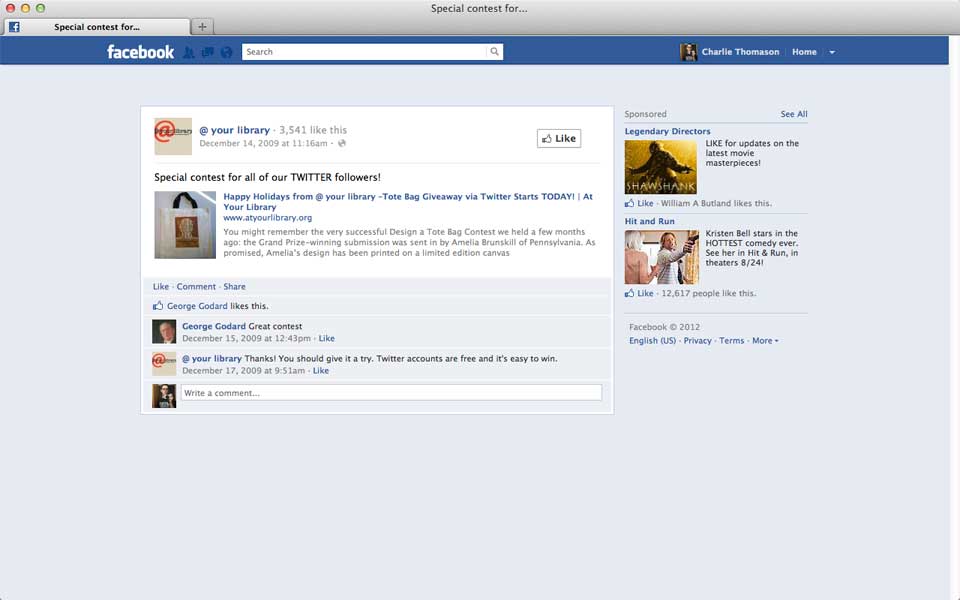 Special contest for...
Special contest for...
facebook
Search
Charlie Thomason
Home
@ your library · 3,541 like this
December 14, 2009 at 11:16am ·
Like
Special contest for all of our TWITTER followers!
Happy Holidays from @ your library -Tote Bag Giveaway via Twitter Starts TODAY! | At
Your Library
www.atyourlibrary.org
You might remember the very successful Design a Tote Bag Contest we held a few months
ago: the Grand Prize-winning submission was sent in by Amelia Brunskill of Pennsylvania. As
promised, Amelia's design has been printed on a limited edition canvas
Like · Comment · Share
George Godard likes this.
George Godard Great contest
December 15, 2009 at 12:43pm · Like
@ your library Thanks! You should give it a try. Twitter accounts are free and it's easy to win.
December 17, 2009 at 9:51am · Like
Write a comment...
Sponsored
See All
Legendary Directors
LIKE for updates on the
latest movie
masterpieces!
SHAWSHANK
Like · William A Butland likes this.
Hit and Run
Kristen Bell stars in the
HOTTEST comedy ever.
See her in Hit & Run, in
theaters 8/24!
Like · 12,617 people like this.
Facebook © 2012
English (US) · Privacy · Terms · More